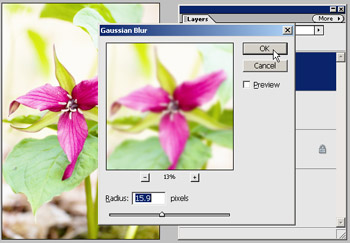 Layers
More
Gaussian Blur
OK
Cancel
Preview
13%
Radius: 15.9 pixels